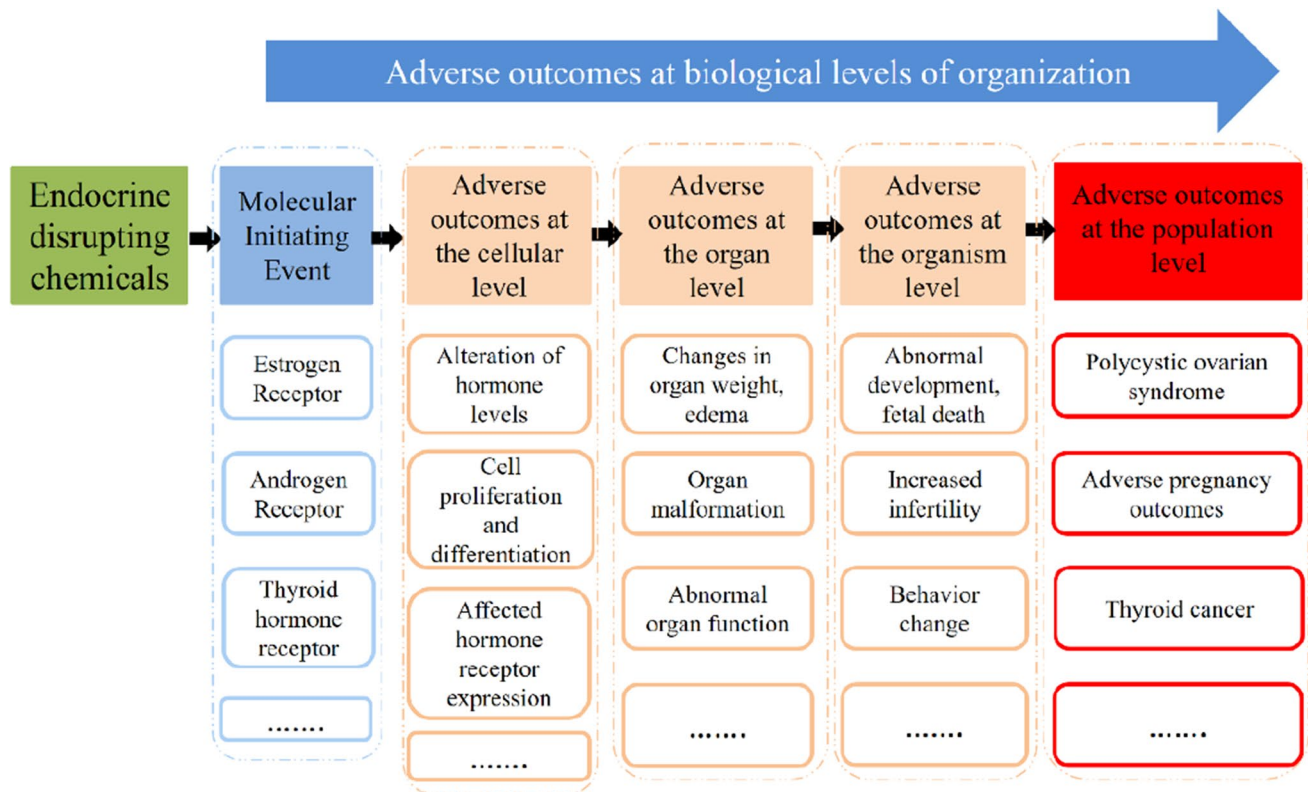 Adverse outcomes at biological levels of organization
Endocrine
disrupting
chemicals
Molecular
Initiating
Event
Estrogen
Receptor
Androgen
Receptor
Thyroid
hormone
receptor
.......
Adverse
outcomes at
the cellular
level
Alteration of
hormone
levels
Cell
proliferation
and
differentiation
Affected
hormone
receptor
expression
.......
Adverse
outcomes at
the organ
level
Changes in
organ weight,
edema
Organ
malformation
Abnormal
organ function
.......
Adverse
outcomes at
the organism
level
Abnormal
development,
fetal death
Increased
infertility
Behavior
change
.......
Adverse outcomes
at the population
level
Polycystic ovarian
syndrome
Adverse pregnancy
outcomes
Thyroid cancer
.......